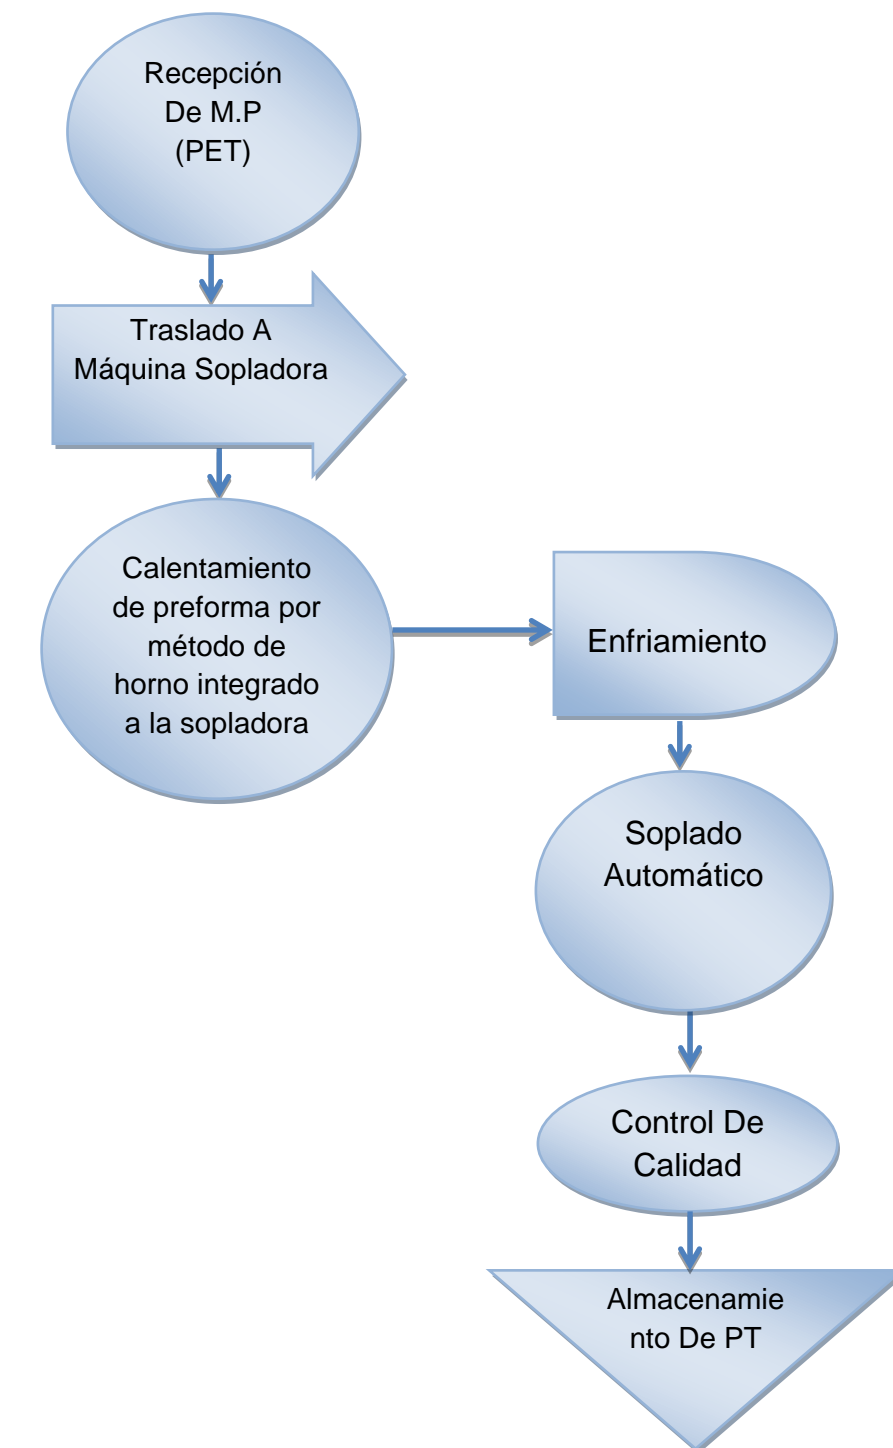 Recepción
De M.P
(PET)
Traslado A
Máquina Sopladora
Calentamiento
de preforma por
método de
horno integrado
a la sopladora
Enfriamiento
Soplado
Automático
Control De
Calidad
Almacenamie
nto De PT